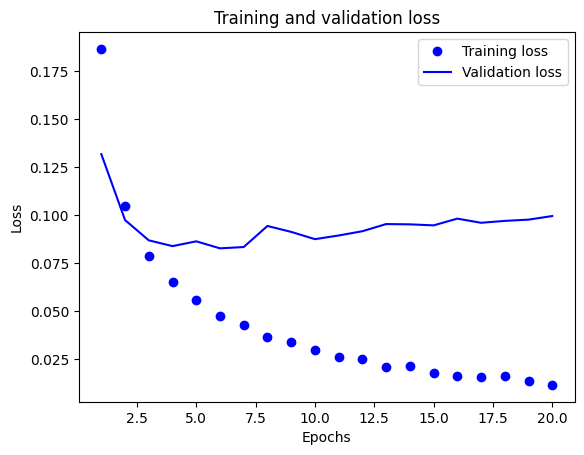 Training and validation loss
Training loss
Validation loss
0.175
0.150
0.125
0.100
0.075
0.050
0.025
Loss
2.5 5.0 7.5 10.0 12.5 15.0 17.5 20.0
Epochs